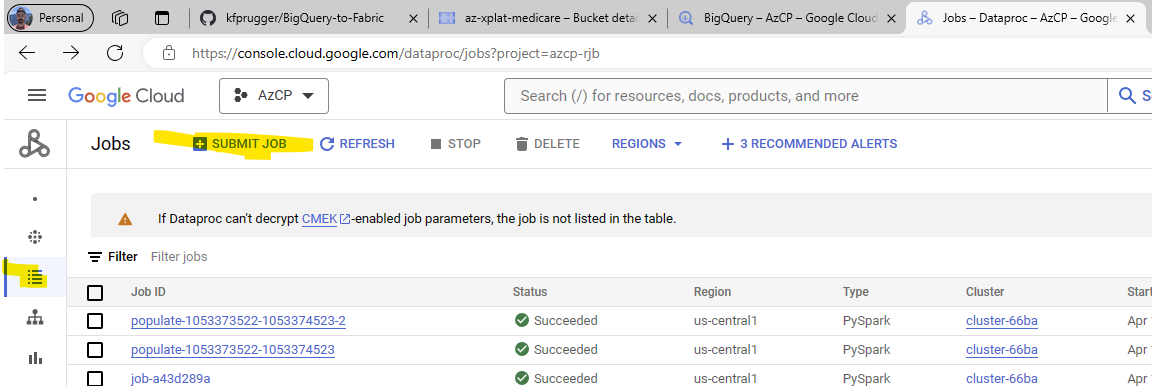 Personal
kfprugger/BigQuery-to-Fabric
az-xplat-medicare – Bucket detai
BigQuery – AzCP – Google Cloud
Jobs – Dataproc – AzCP – Google
https://console.cloud.google.com/dataproc/jobs?project=azcp-rjb
Google Cloud
AzCP
Search (/) for resources, docs, products, and more
Jobs
SUBMIT JOB
REFRESH
STOP
DELETE
REGIONS
3 RECOMMENDED ALERTS
If Dataproc can't decrypt CMEK-enabled job parameters, the job is not listed in the table.
Filter Filter jobs
Job ID Status Region Type Cluster Start
populate-1053373522-1053374523-2 Succeeded us-central1 PySpark cluster-66ba Apr
populate-1053373522-1053374523 Succeeded us-central1 PySpark cluster-66ba Apr
job-a43d289a Succeeded us-central1 PySpark cluster-66ba Apr